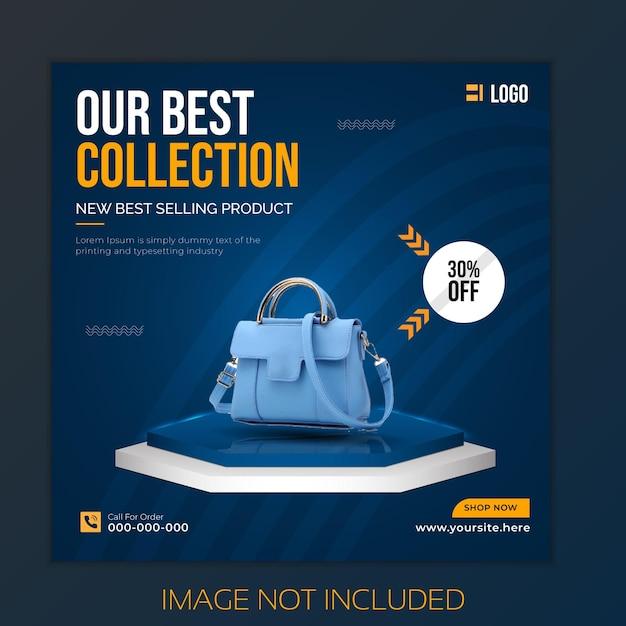 OUR BEST
COLLECTION
LOGO
NEW BEST SELLING PRODUCT
Lorem Ipsum is simply dummy text of the
printing and typesetting industry
30%
OFF
SHOP NOW
Call For Order
000-000-000
www.yoursite.here
IMAGE NOT INCLUDED